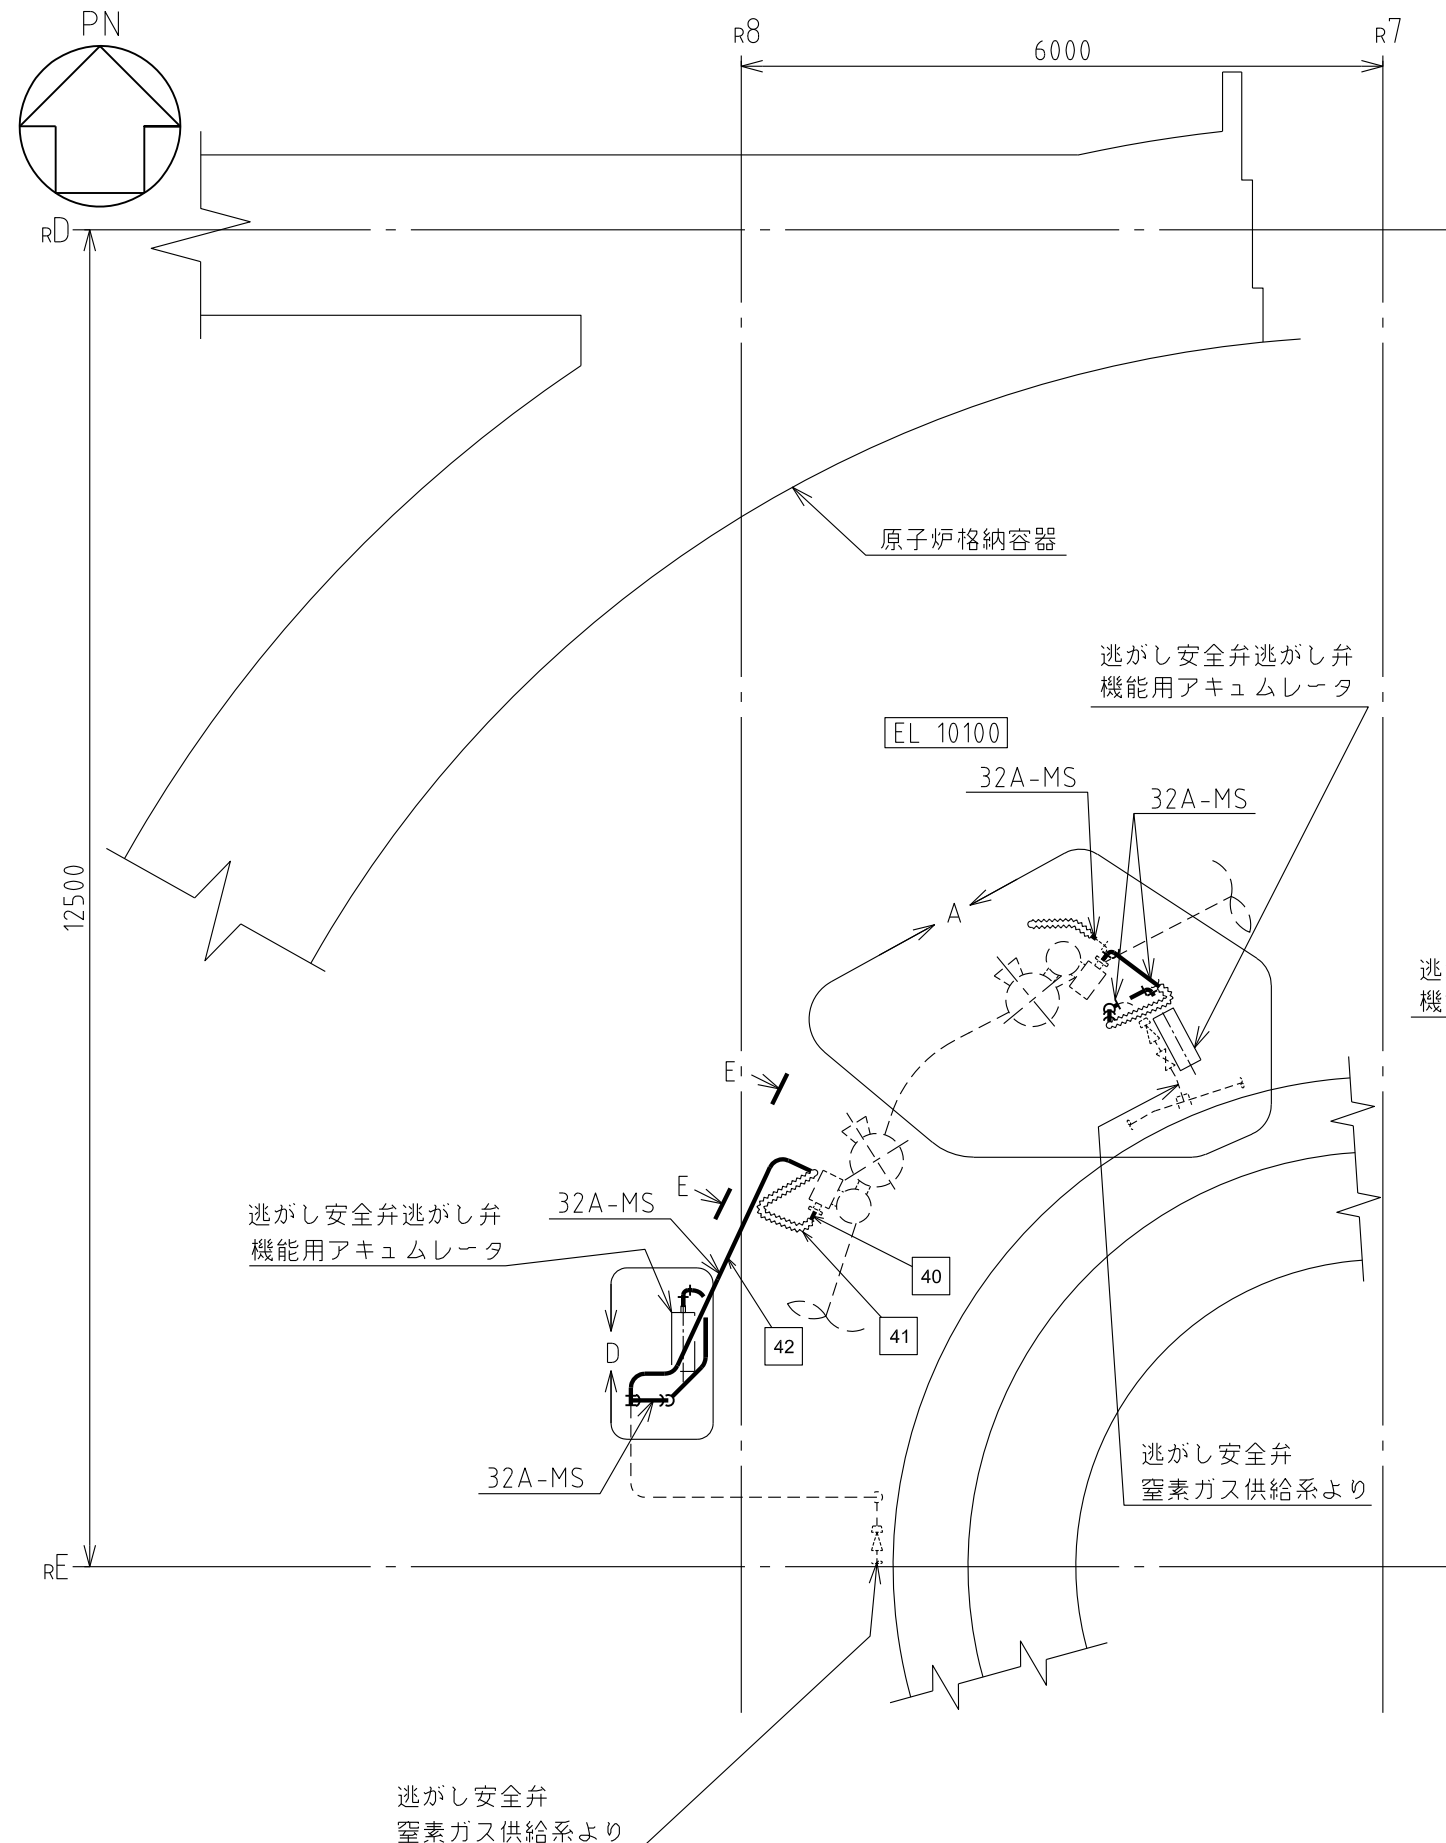 PN
R8
R7
6000
RD
原子炉格納容器
逃がし安全弁逃がし弁
機能用アキュムレータ
EL 10100
32A-MS
32A-MS
12500
A
逃
機
E
E
32A-MS
逃がし安全弁逃がし弁
機能用アキュムレータ
40
41
42
D
32A-MS
逃がし安全弁
窒素ガス供給系より
RE
逃がし安全弁
窒素ガス供給系より